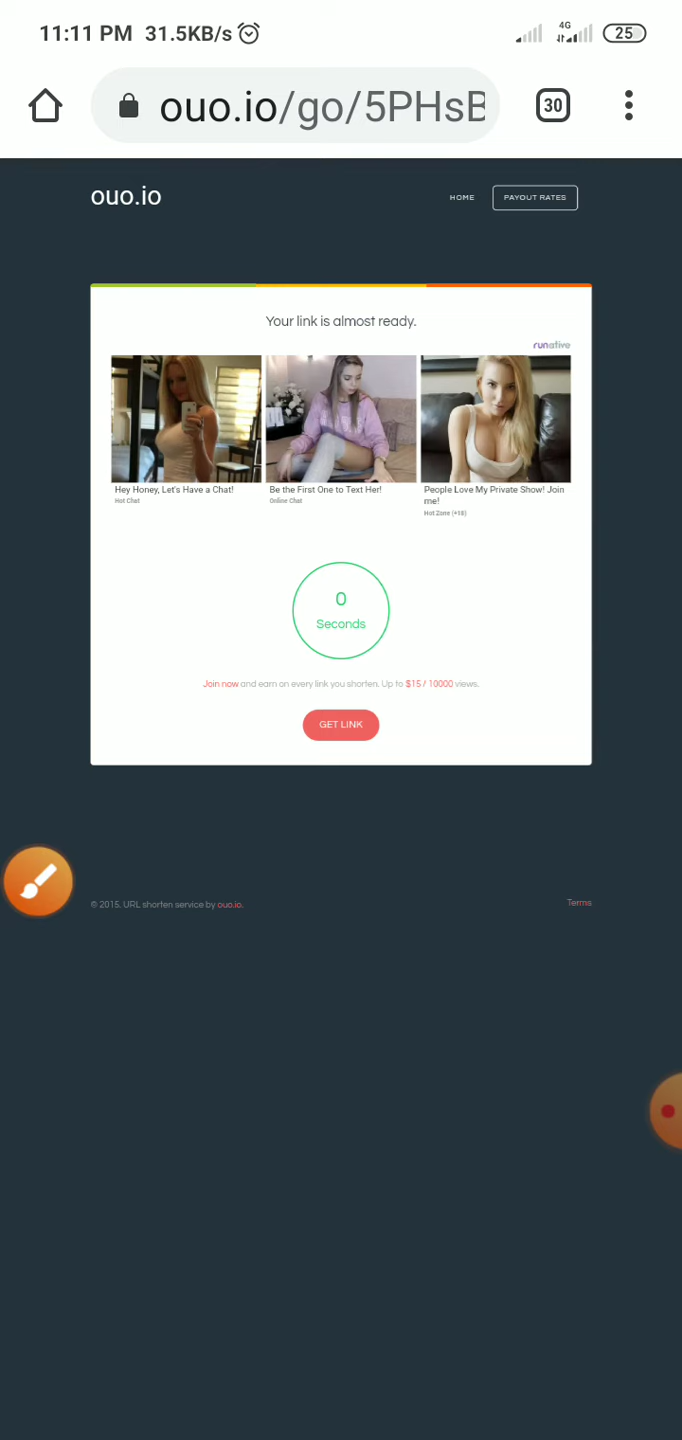 11:11 PM 31.5KB/s 4G 25
ouo.io/go/5PHsB 30
ouo.io HOME PAYOUT RATES
Your link is almost ready.
runative
Hey Honey, Let's Have a Chat!
Hot Chat
Be the First One to Text Her!
Online Chat
People Love My Private Show! Join
me!
Hot Zone (+18)
0
Seconds
Join now and earn on every link you shorten. Up to $15 / 10000 views.
GET LINK
© 2015. URL shorten service by ouo.io. Terms